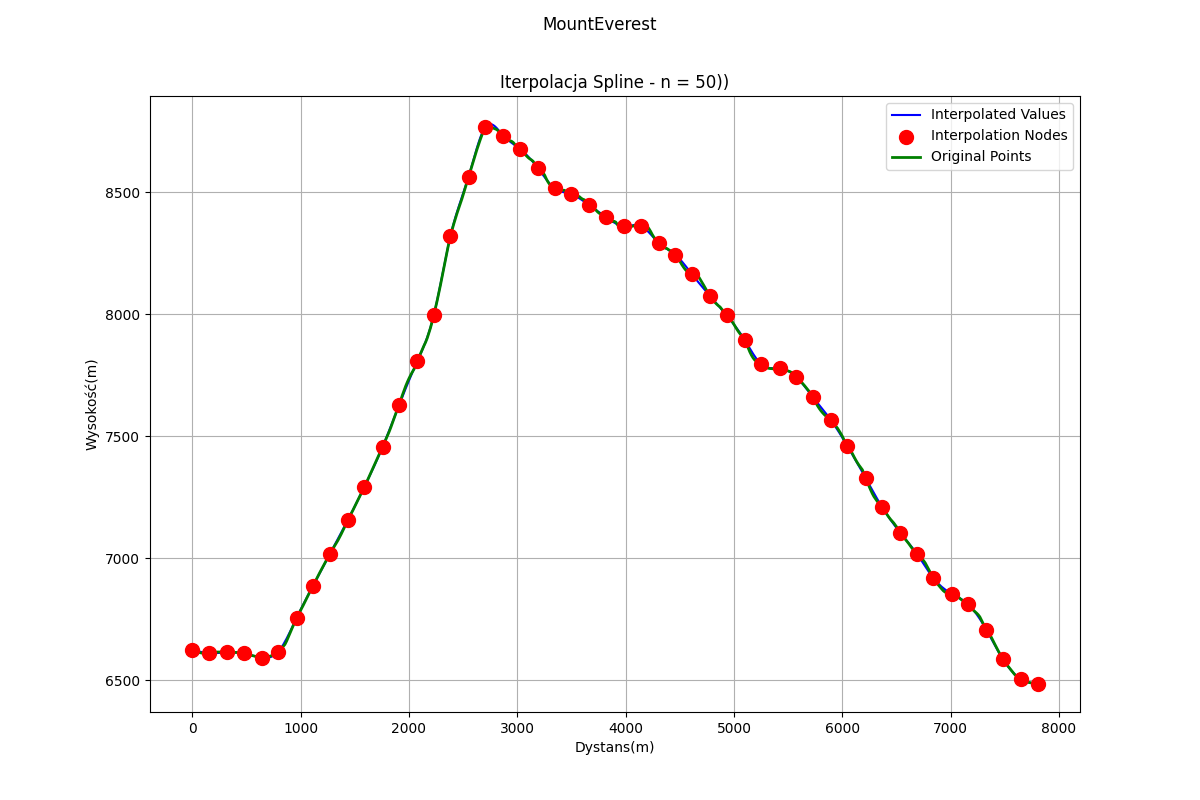 MountEverest
Iterpolacja Spline - n = 50))
Interpolated Values
Interpolation Nodes
Original Points
Wysokość(m)
8500
8000
7500
7000
6500
0 1000 2000 3000 4000 5000 6000 7000 8000
Dystans(m)